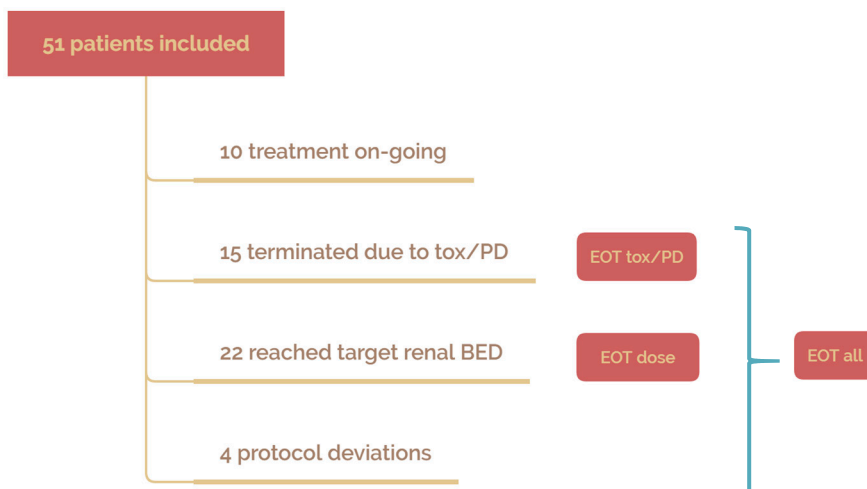 51 patients included
10 treatment on-going
15 terminated due to tox/PD
EOT tox/PD
22 reached target renal BED
EOT dose
EOT all
4 protocol deviations